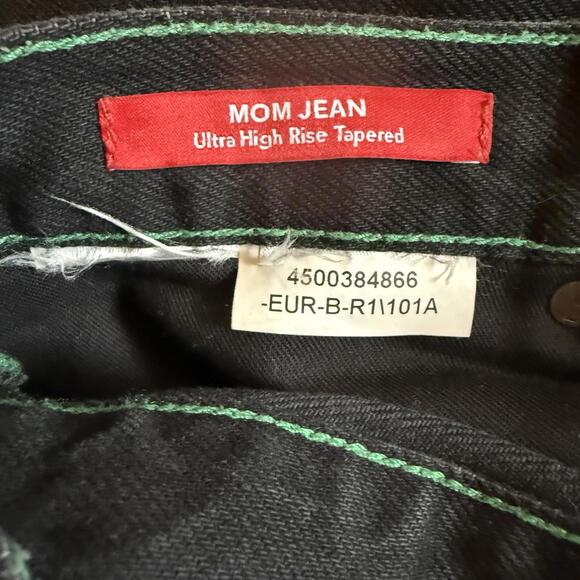 MOM JEAN
Ultra High Rise Tapered
4500384866
-EUR-B-R1\101A